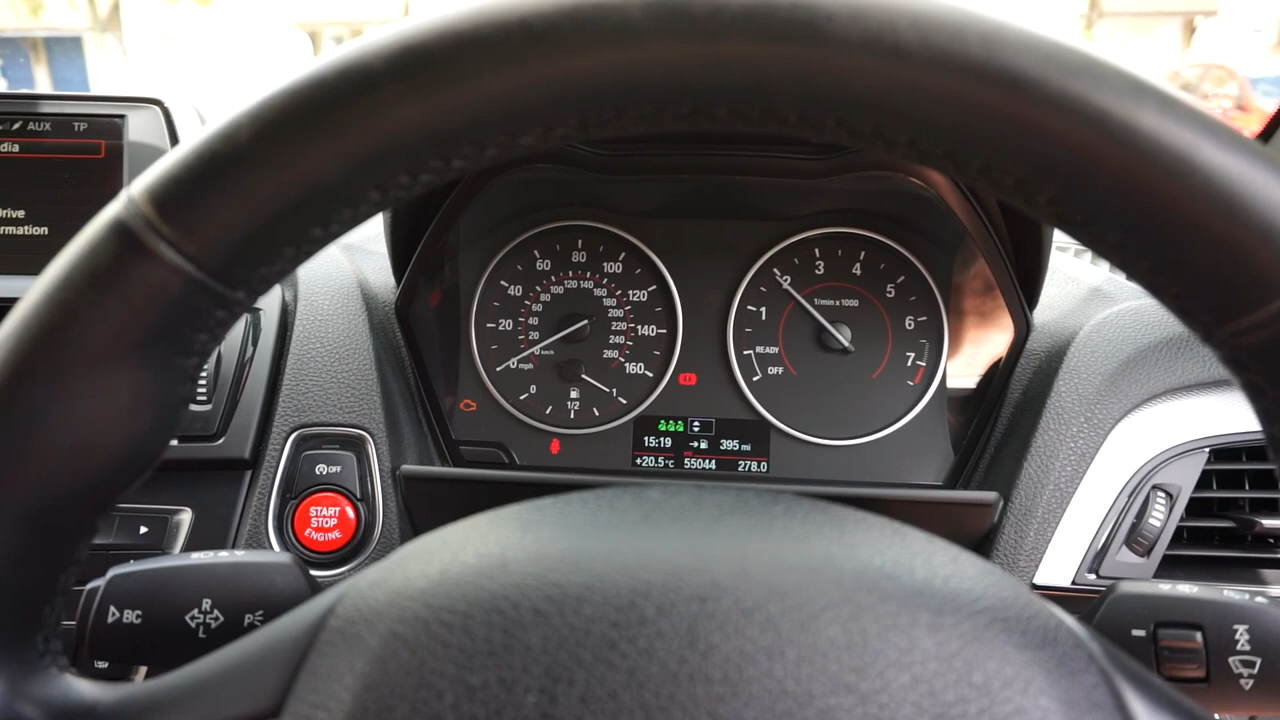 AUX TP
dia
Drive
rmation
0 mph
20
40
60
80
100
120
140
160
0 km/h
20
40
60
80
100
120
140
160
180
200
220
240
260
0
1/2
1
1/min x 1000
OFF
READY
1
2
3
4
5
6
7
15:19
395 mi
+20.5°C 55044 278.0
OFF
START
STOP
ENGINE
BC
R
L
P